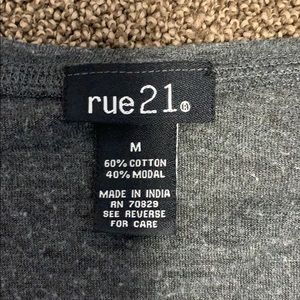 rue21®
M
60% COTTON
40% MODAL
MADE IN INDIA
RN 70829
SEE REVERSE
FOR CARE